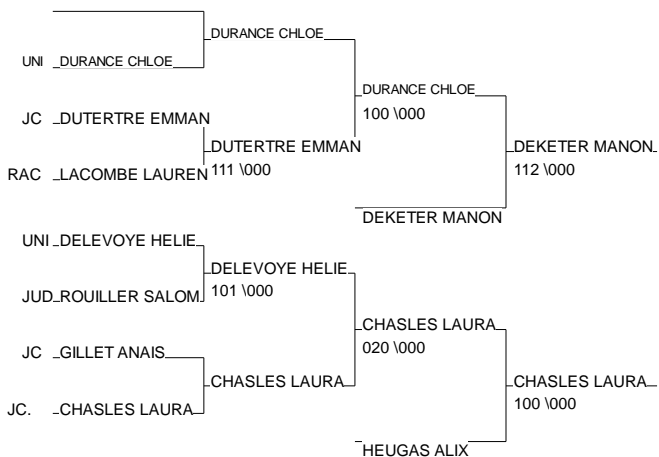 DURANCE CHLOE
UNI DURANCE CHLOE
DURANCE CHLOE
100 \000
JC DUTERTRE EMMAN
DUTERTRE EMMAN
111 \000
DEKETER MANON
112 \000
RAC LACOMBE LAUREN
DEKETER MANON
UNI DELEVOYE HELIE
DELEVOYE HELIE
101 \000
JUD ROUILLER SALOM
CHASLES LAURA
020 \000
JC GILLET ANAIS
CHASLES LAURA
CHASLES LAURA
100 \000
JC. CHASLES LAURA
HEUGAS ALIX